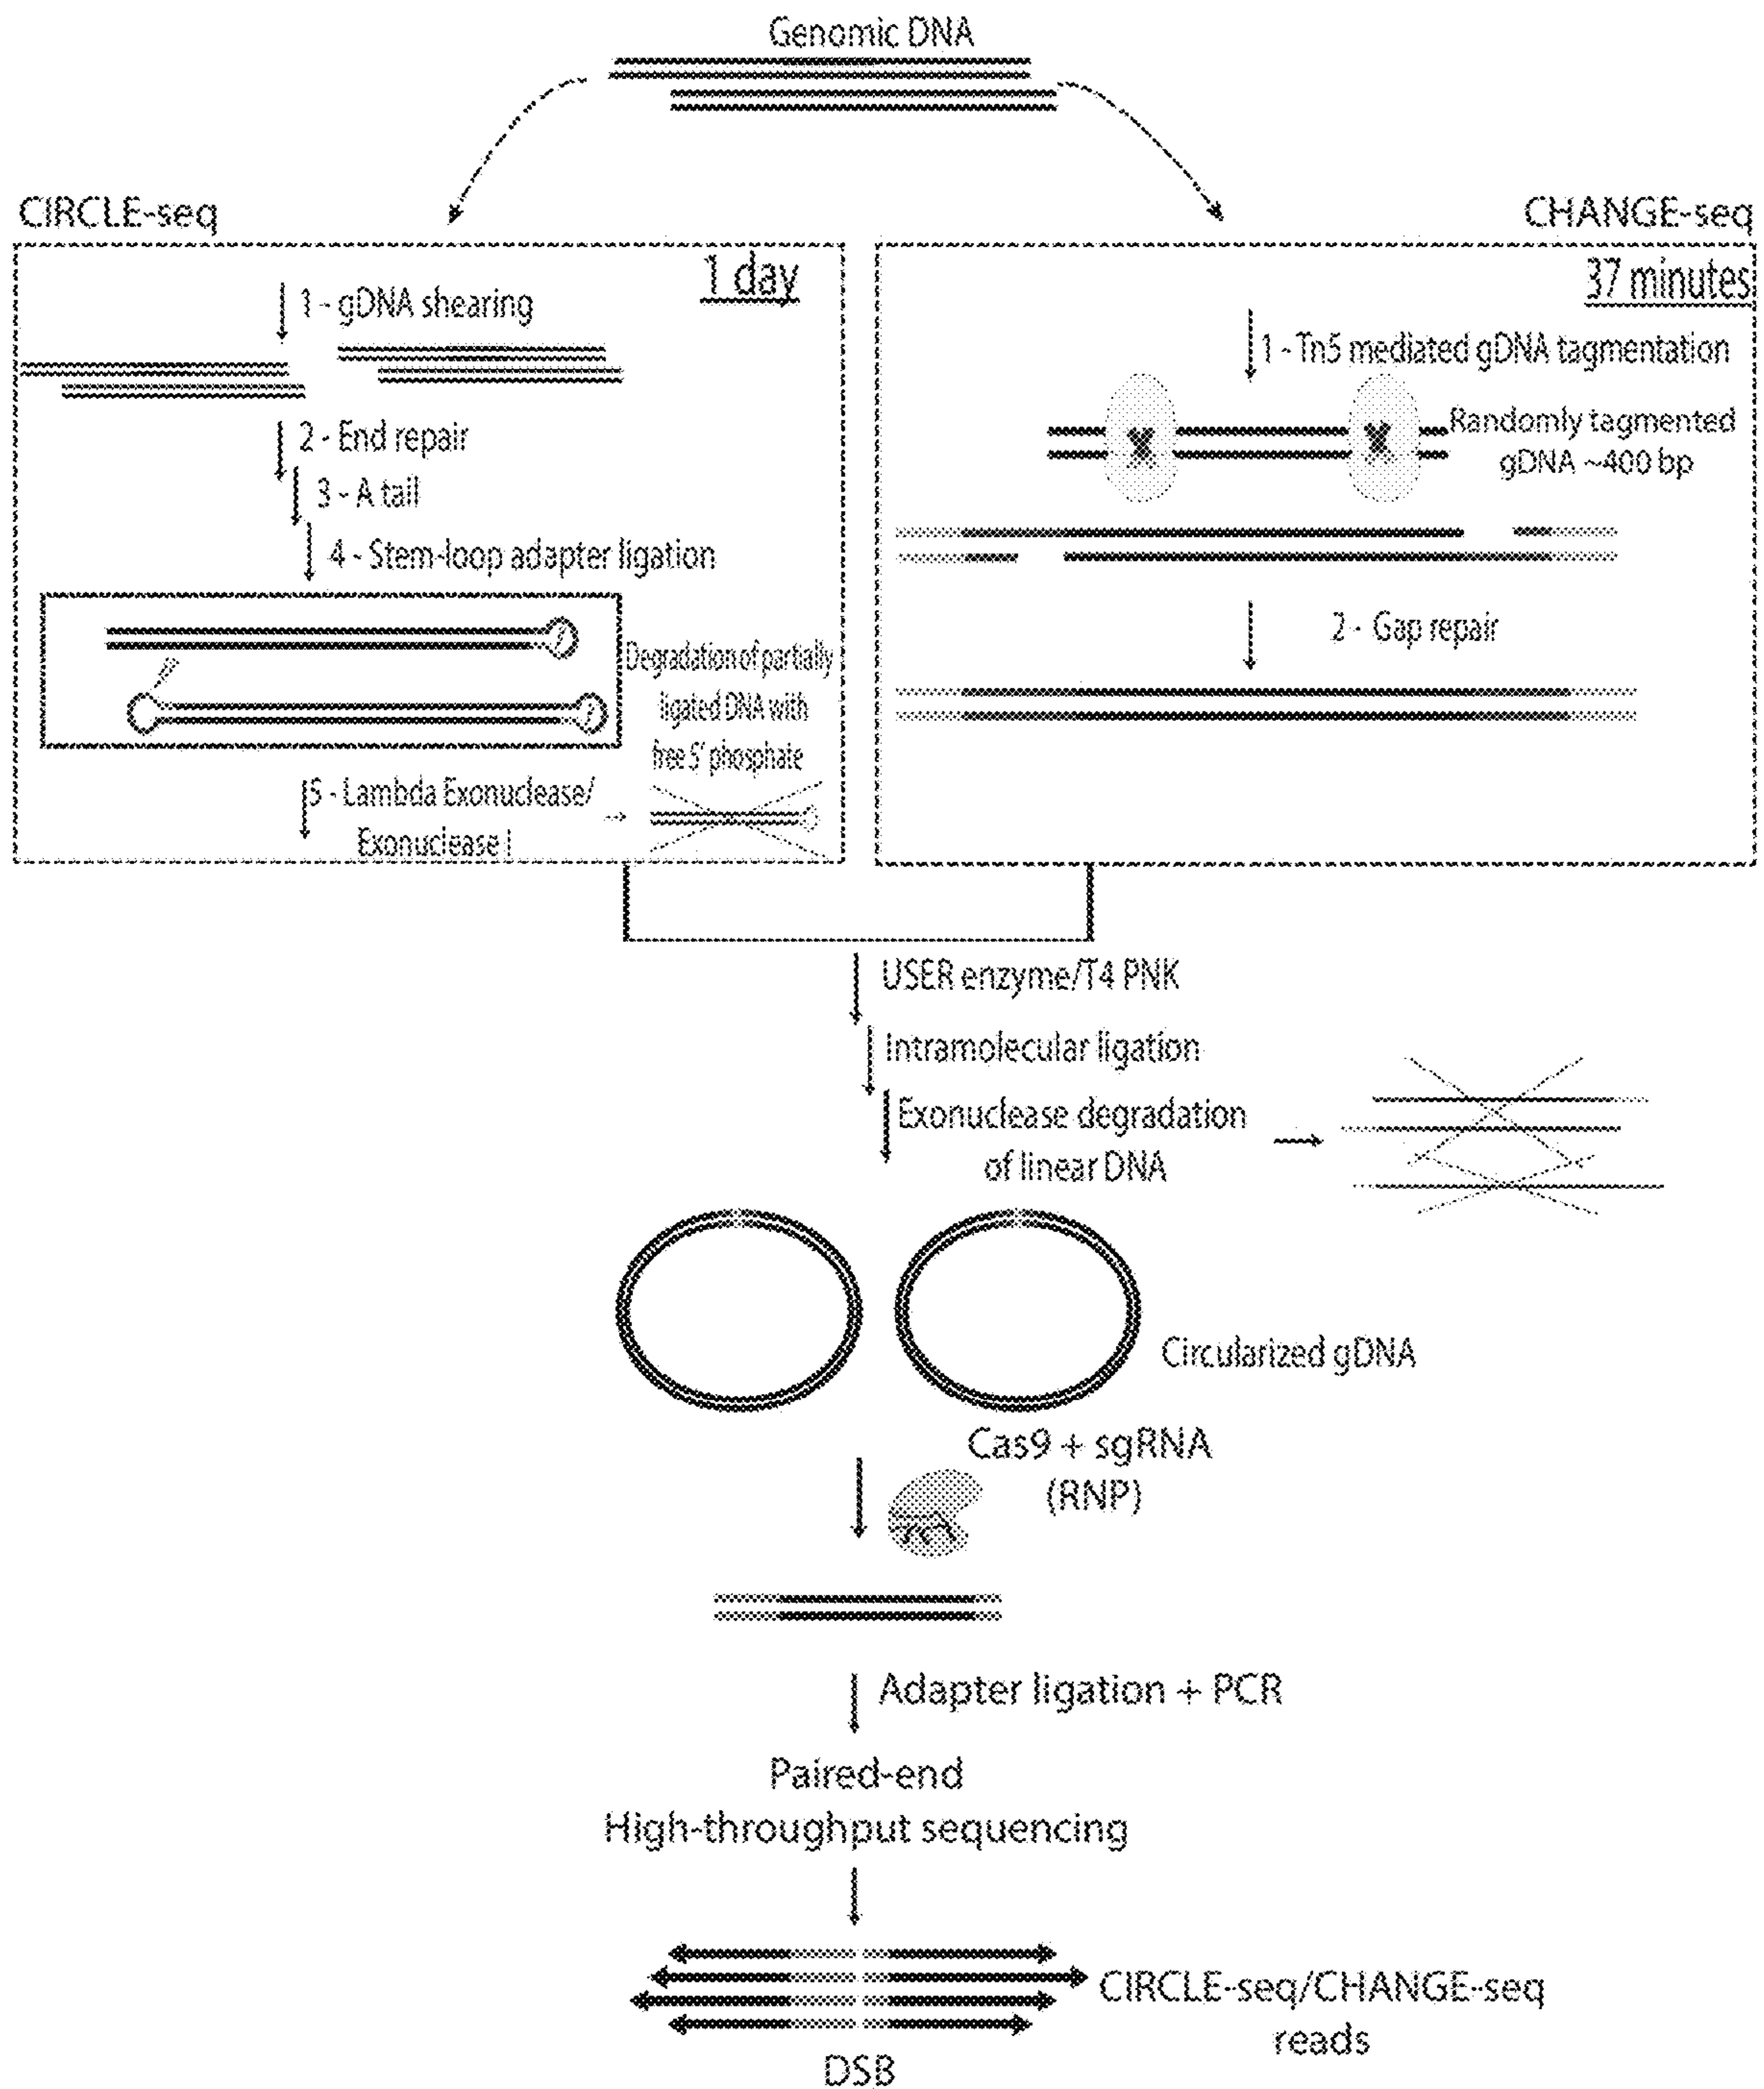 Genomic DNA
CIRCLE-seq
1 day
1 - gDNA shearing
2 - End repair
3 - A tail
4 - Stem-loop adapter ligation
Degradation of partially
ligated DNA with
free 5' phosphate
5 - Lambda Exonuclease/
Exonuclease I
CHANGE-seq
37 minutes
1 - Tn5 mediated gDNA tagmentation
Randomly tagmented
gDNA ~400 bp
2 - Gap repair
USER enzyme/T4 PNK
Intramolecular ligation
Exonuclease degradation
of linear DNA
Circularized gDNA
Cas9 + sgRNA
(RNP)
Adapter ligation + PCR
Paired-end
High-throughput sequencing
CIRCLE-seq/CHANGE-seq
reads
DSB